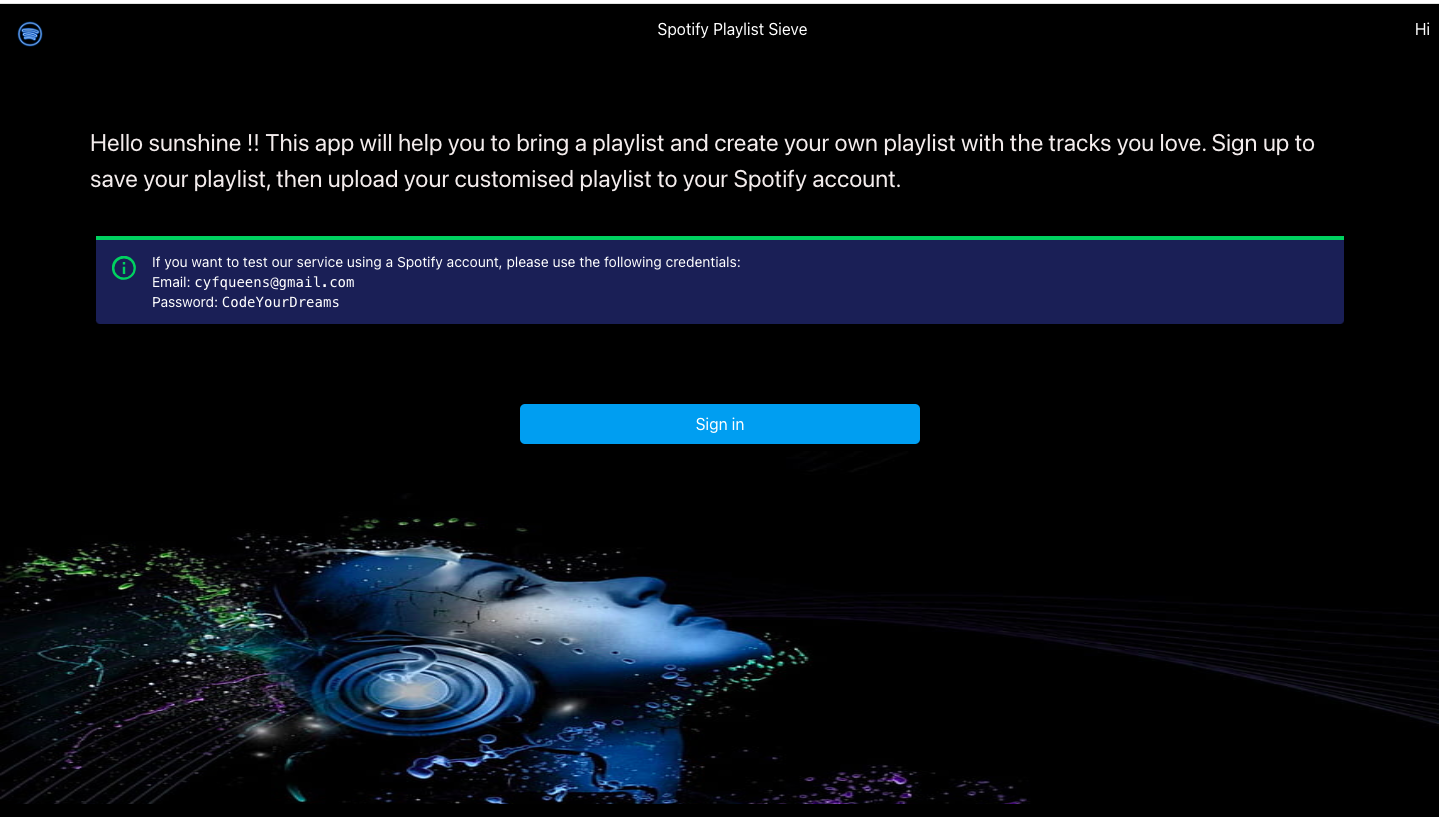 Spotify Playlist Sieve
Hi
Hello sunshine !! This app will help you to bring a playlist and create your own playlist with the tracks you love. Sign up to
save your playlist, then upload your customised playlist to your Spotify account.
If you want to test our service using a Spotify account, please use the following credentials:
Email: cyfqueens@gmail.com
Password: CodeYourDreams
Sign in